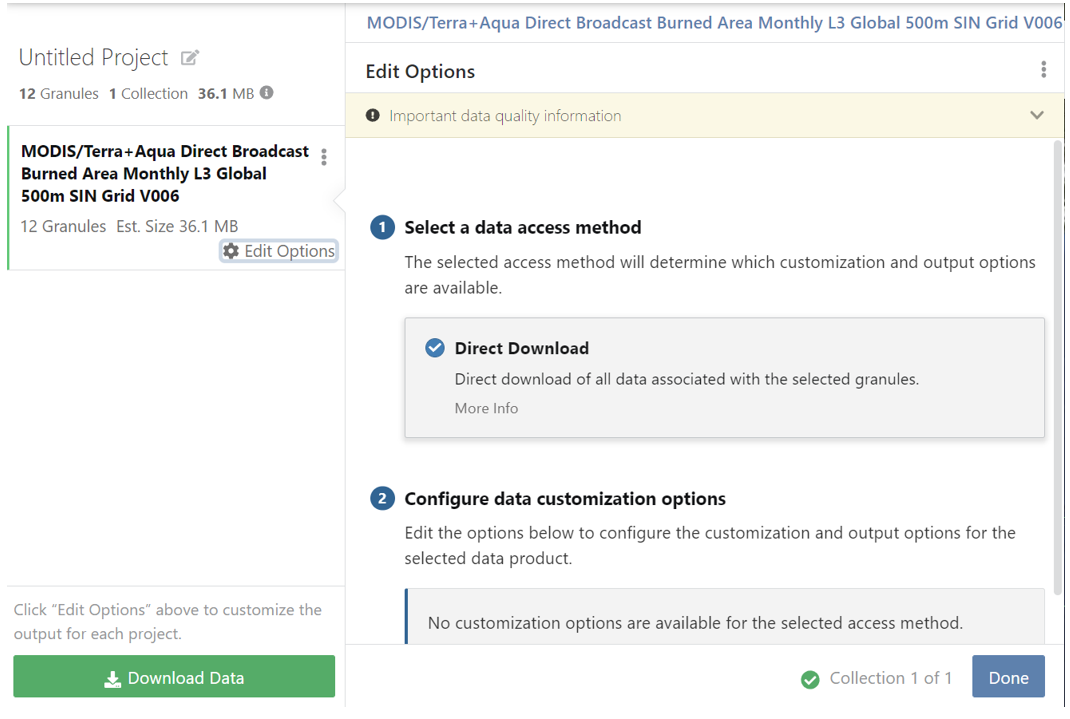 Untitled Project
12 Granules 1 Collection 36.1 MB
MODIS/Terra+Aqua Direct Broadcast
Burned Area Monthly L3 Global
500m SIN Grid V006
12 Granules Est. Size 36.1 MB
Edit Options
Click “Edit Options” above to customize the
output for each project.
Download Data
MODIS/Terra+Aqua Direct Broadcast Burned Area Monthly L3 Global 500m SIN Grid V006
Edit Options
Important data quality information
1 Select a data access method
The selected access method will determine which customization and output options
are available.
Direct Download
Direct download of all data associated with the selected granules.
More Info
2 Configure data customization options
Edit the options below to configure the customization and output options for the
selected data product.
No customization options are available for the selected access method.
Collection 1 of 1
Done